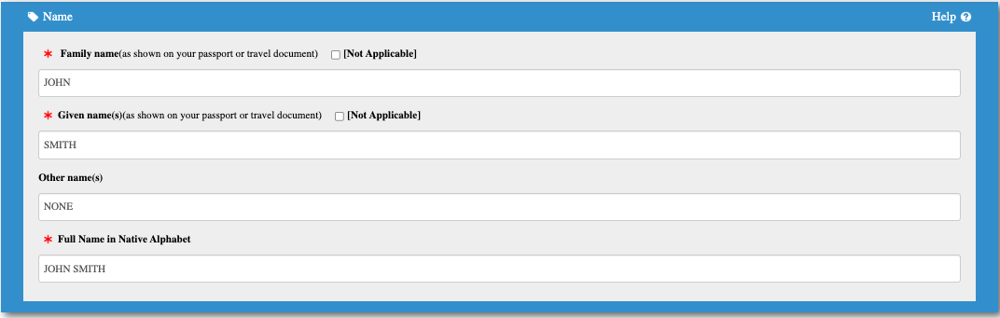 Name
Help
* Family name(as shown on your passport or travel document) [Not Applicable]
JOHN
* Given name(s)(as shown on your passport or travel document) [Not Applicable]
SMITH
Other name(s)
NONE
* Full Name in Native Alphabet
JOHN SMITH